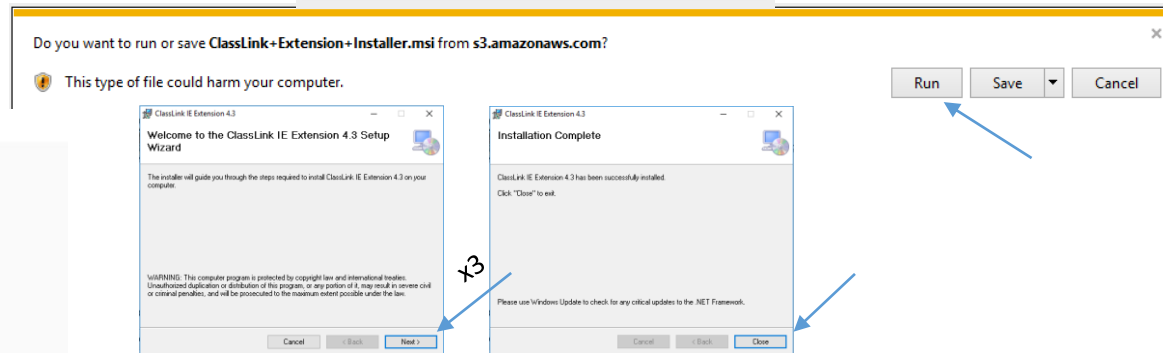 Do you want to run or save ClassLink+Extension+Installer.msi from s3.amazonaws.com?
This type of file could harm your computer.
Run
Save
Cancel
ClassLink IE Extension 4.3
Welcome to the ClassLink IE Extension 4.3 Setup
Wizard
The installer will guide you through the steps required to install ClassLink IE Extension 4.3 on your
computer.
WARNING: This computer program is protected by copyright law and international treaties.
Unauthorized duplication or distribution of this program, or any portion of it, may result in severe civil
or criminal penalties, and will be prosecuted to the maximum extent possible under the law.
Cancel
< Back
Next >
x3
ClassLink IE Extension 4.3
Installation Complete
ClassLink IE Extension 4.3 has been successfully installed.
Click "Close" to exit.
Please use Windows Update to check for any critical updates to the .NET Framework.
Cancel
< Back
Close